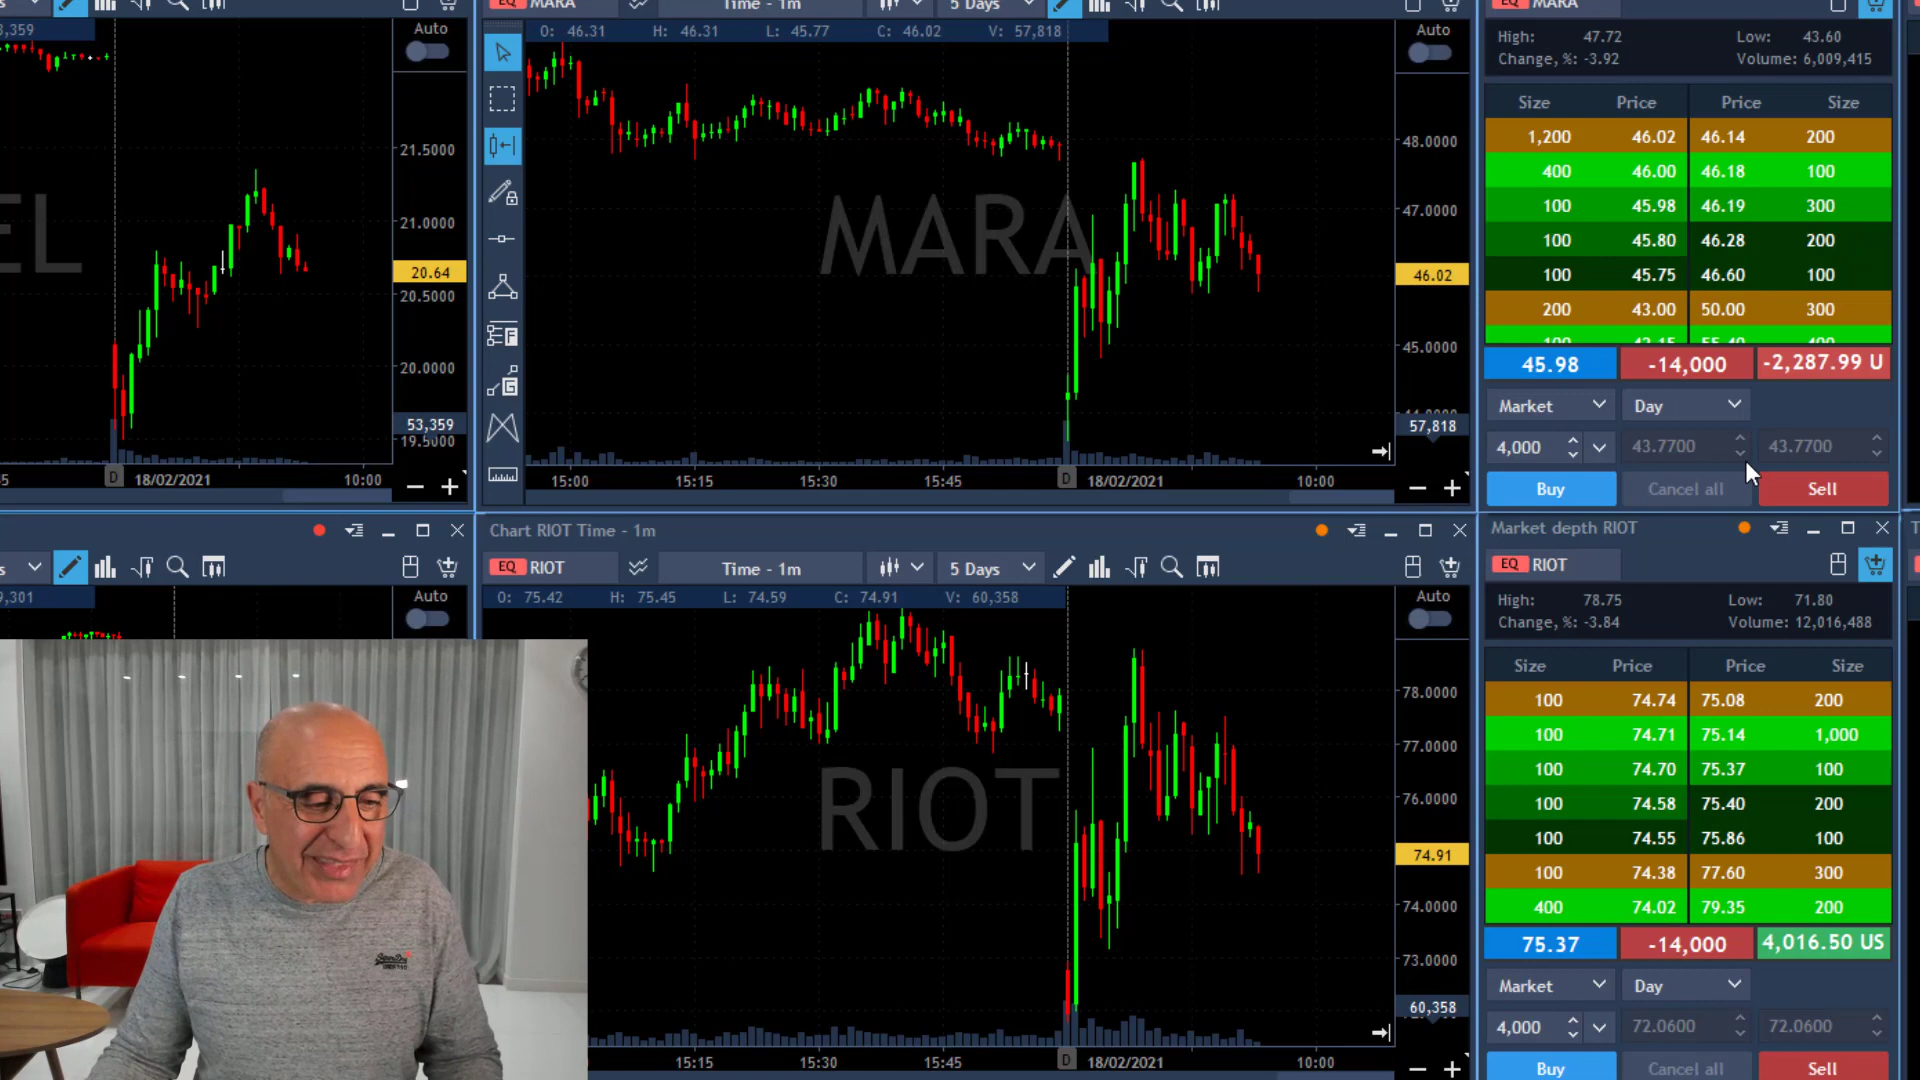 EQ MARA Time - 1m 5 Days
EQ MARA
3,359
Auto
O: 46.31 H: 46.31 L: 45.77 C: 46.02 V: 57,818
Auto
High: 47.72 Low: 43.60
Change, %: -3.92 Volume: 6,009,415
Size Price Price Size
1,200 46.02 46.14 200
400 46.00 46.18 100
100 45.98 46.19 300
100 45.80 46.28 200
100 45.75 46.60 100
200 43.00 50.00 300
45.98 -14,000 -2,287.99 U
Market Day
4,000 43.7700 43.7700
Buy Cancel all Sell
EL
21.5000
21.0000
20.64
20.5000
20.0000
53,359
19.5000
D 18/02/2021 10:00
MARA
48.0000
47.0000
46.02
45.0000
57,818
15:00 15:15 15:30 15:45 D 18/02/2021 10:00
F
G
Chart RIOT Time - 1m
EQ RIOT Time - 1m 5 Days
9,301
Auto
O: 75.42 H: 75.45 L: 74.59 C: 74.91 V: 60,358
Auto
RIOT
78.0000
77.0000
76.0000
74.91
74.0000
73.0000
60,358
15:15 15:30 15:45 D 18/02/2021 10:00
Market depth RIOT
EQ RIOT
High: 78.75 Low: 71.80
Change, %: -3.84 Volume: 12,016,488
Size Price Price Size
100 74.74 75.08 200
100 74.71 75.14 1,000
100 74.70 75.37 100
100 74.58 75.40 200
100 74.55 75.86 100
100 74.38 77.60 300
400 74.02 79.35 200
75.37 -14,000 4,016.50 US
Market Day
4,000 72.0600 72.0600
Buy Cancel all Sell